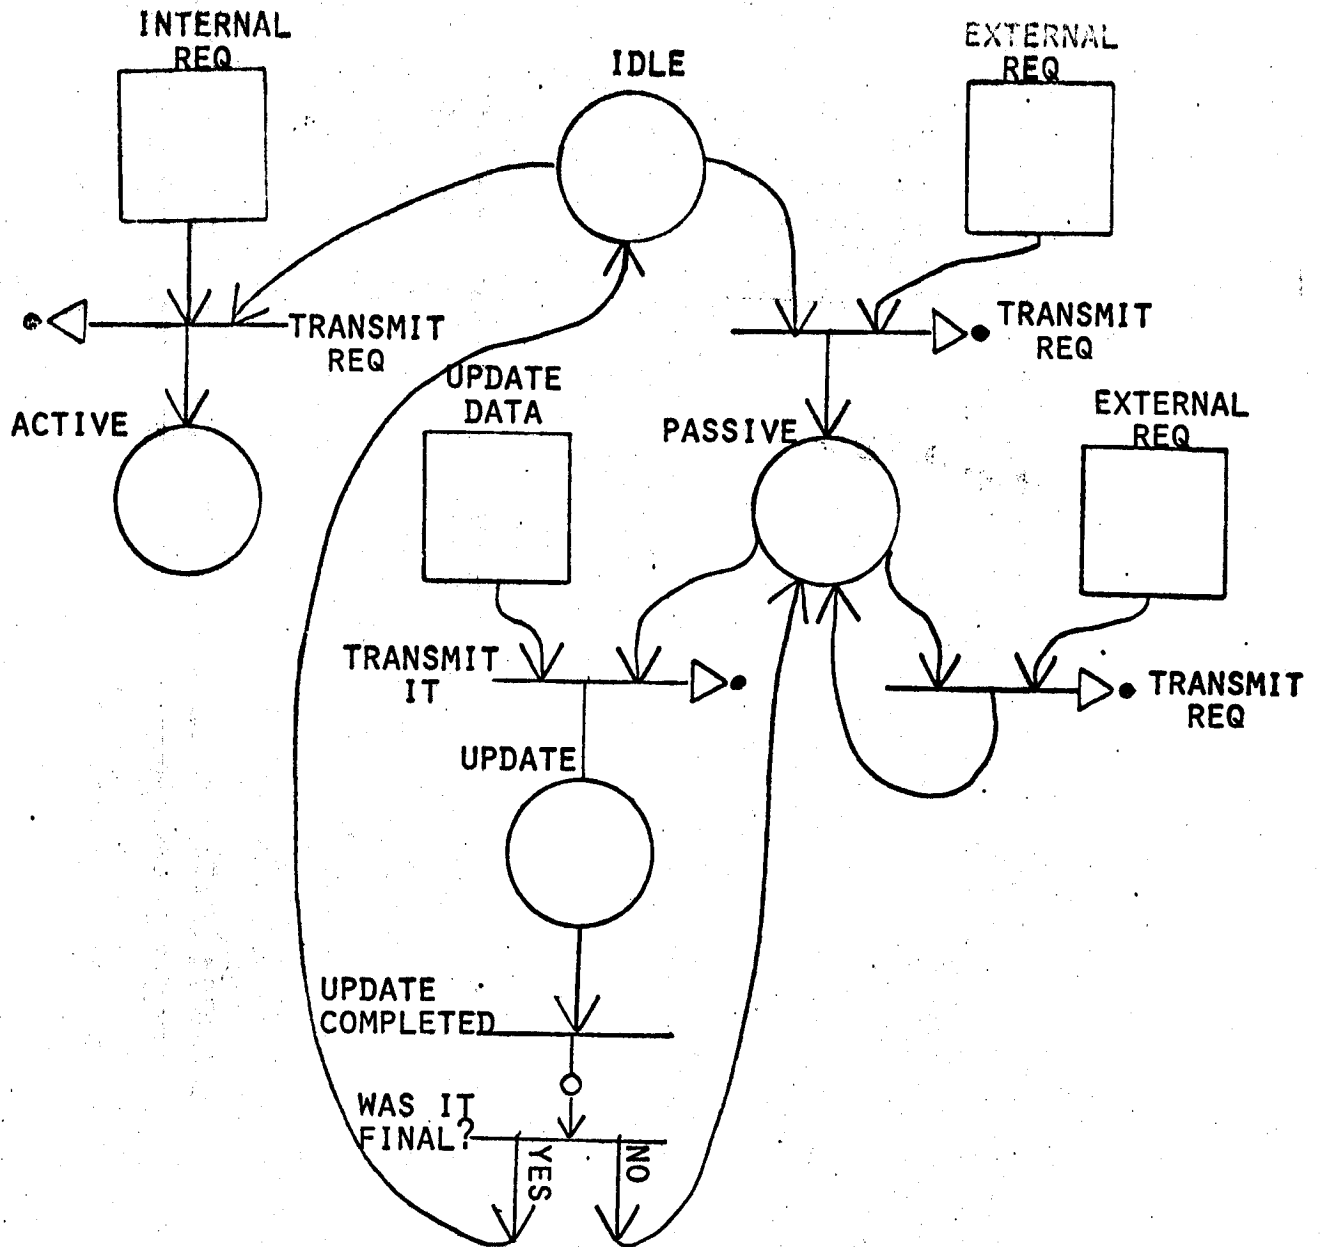 INTERNAL
REQ
IDLE
EXTERNAL
REQ
TRANSMIT
REQ
TRANSMIT
REQ
ACTIVE
UPDATE
DATA
PASSIVE
EXTERNAL
REQ
TRANSMIT
IT
TRANSMIT
REQ
UPDATE
UPDATE
COMPLETED
WAS IT
FINAL?
YES
NO